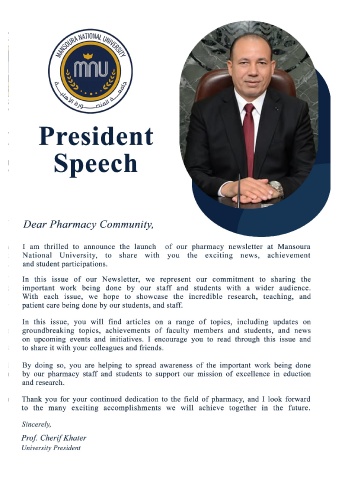 MANSOURA NATIONAL UNIVERSITY
MNU
جامعة المنصورة الأهلية
President
Speech
Dear Pharmacy Community,
I am thrilled to announce the launch of our pharmacy newsletter at Mansoura
National University, to share with you the exciting news, achievement
and student participations.
In this issue of our Newsletter, we represent our commitment to sharing the
important work being done by our staff and students with a wider audience.
With each issue, we hope to showcase the incredible research, teaching, and
patient care being done by our students, and staff.
In this issue, you will find articles on a range of topics, including updates on
groundbreaking topics, achievements of faculty members and students, and news
on upcoming events and initiatives. I encourage you to read through this issue and
to share it with your colleagues and friends.
By doing so, you are helping to spread awareness of the important work being done
by our pharmacy staff and students to support our mission of excellence in eduction
and research.
Thank you for your continued dedication to the field of pharmacy, and I look forward
to the many exciting accomplishments we will achieve together in the future.
Sincerely,
Prof. Cherif Khater
University President